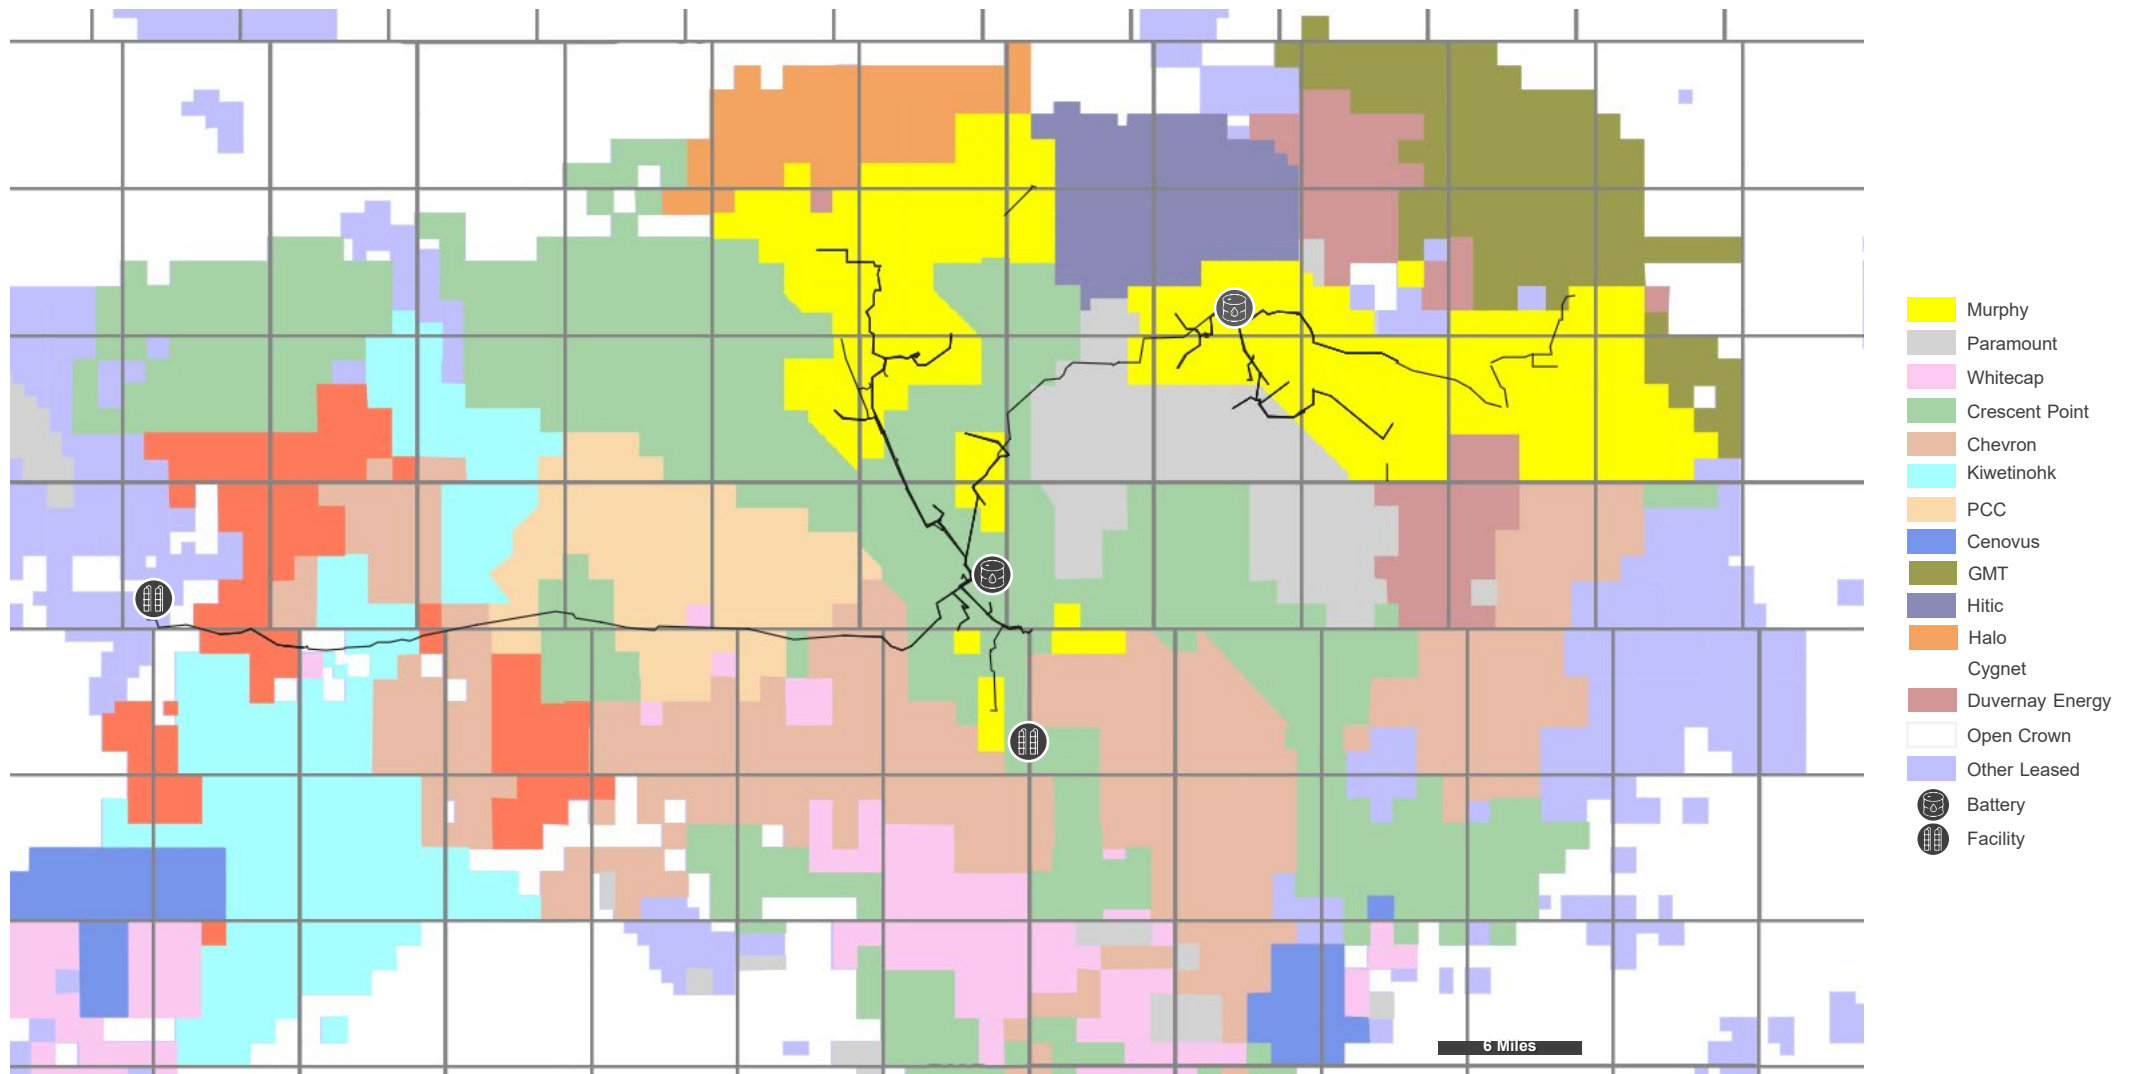 Murphy
Paramount
Whitecap
Crescent Point
Chevron
Kiwetinohk
PCC
Cenovus
GMT
Hitic
Halo
Cygnet
Duvernay Energy
Open Crown
Other Leased
Battery
Facility
6 Miles